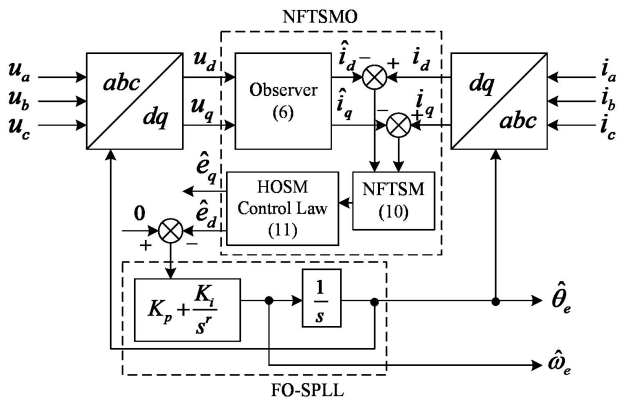 NFTSMO
u_a
u_b
u_c
abc
dq
u_d
u_q
Observer
(6)
î_d
−
+
i_d
î_q
−
+
i_q
dq
abc
i_a
i_b
i_c
ê_q
ê_d
HOSM
Control Law
(11)
NFTSM
(10)
0
+
−
K_p + K_i/s^r
1/s
θ̂_e
ω̂_e
FO-SPLL